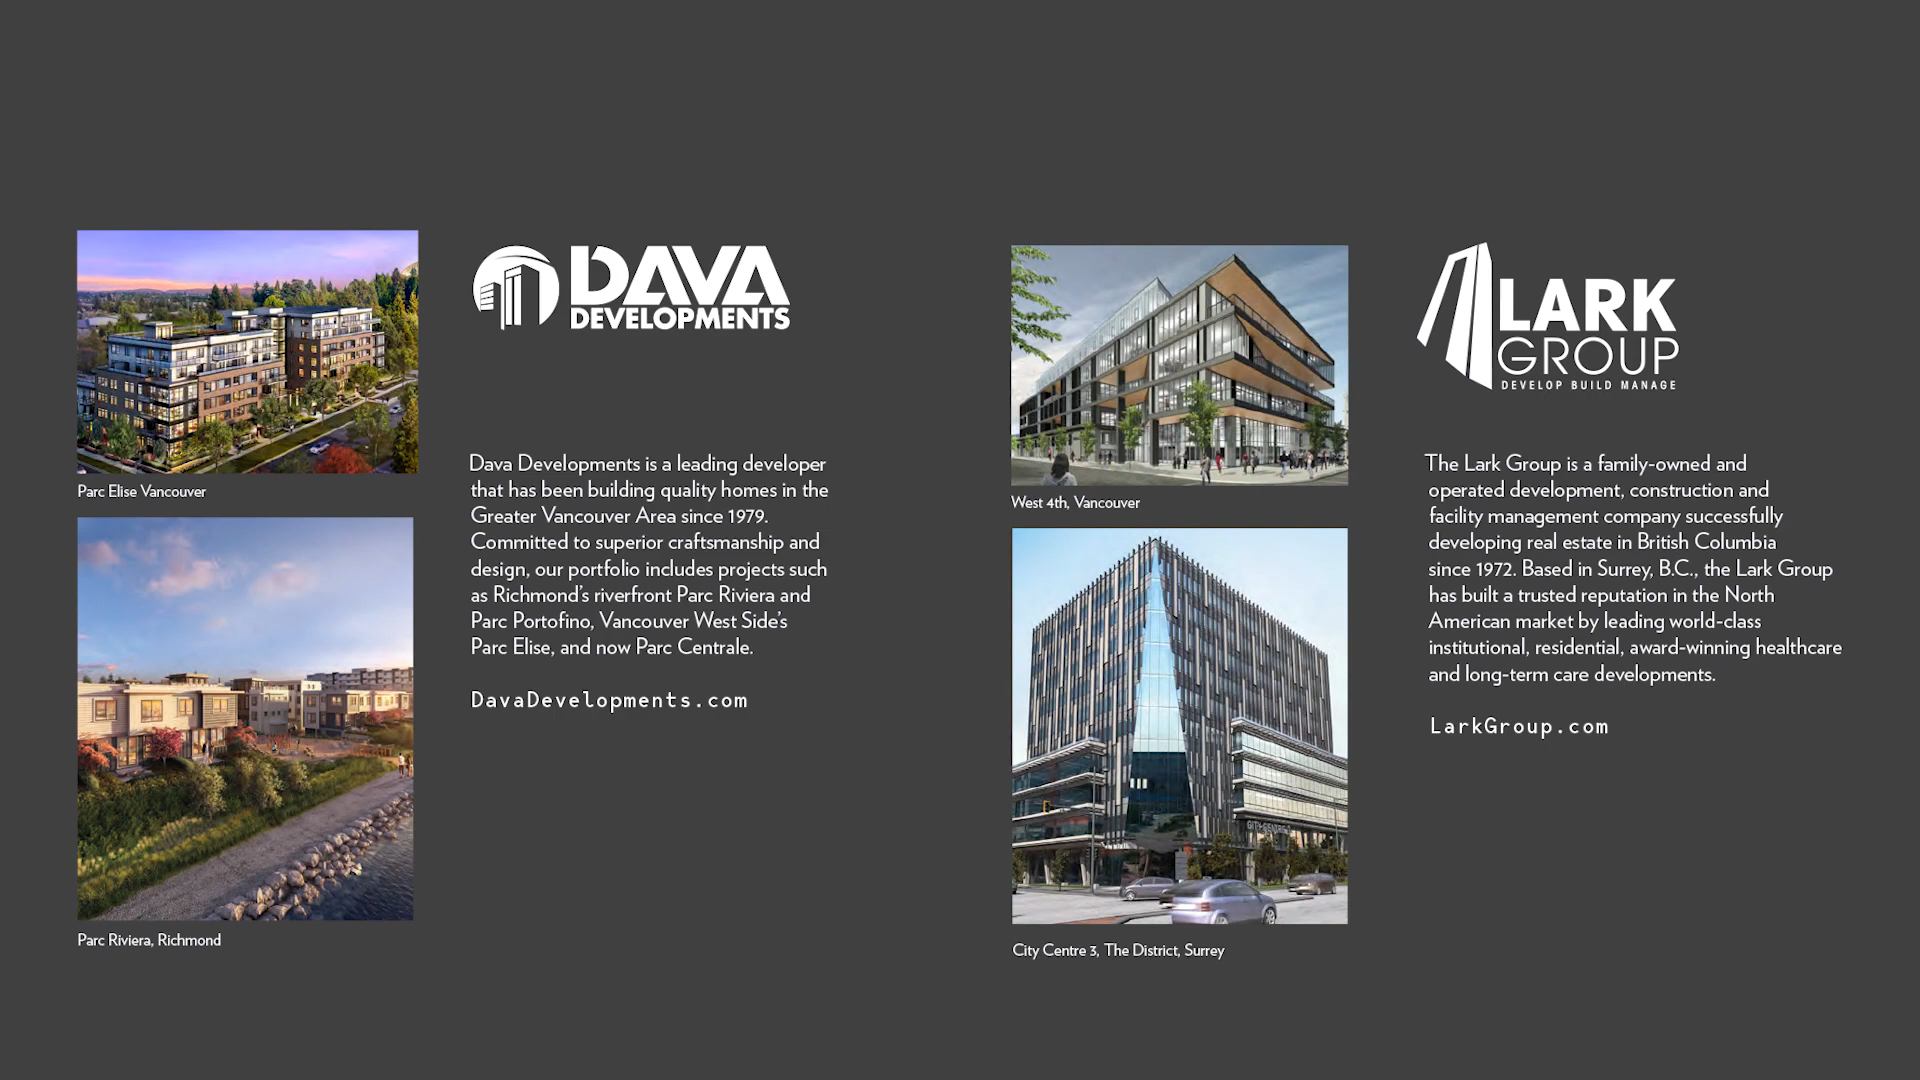 DAVA
DEVELOPMENTS
Dava Developments is a leading developer
that has been building quality homes in the
Greater Vancouver Area since 1979.
Committed to superior craftsmanship and
design, our portfolio includes projects such
as Richmond's riverfront Parc Riviera and
Parc Portofino, Vancouver West Side's
Parc Elise, and now Parc Centrale.
DavaDevelopments.com
Parc Elise Vancouver
Parc Riviera, Richmond
LARK
GROUP
DEVELOP BUILD MANAGE
The Lark Group is a family-owned and
operated development, construction and
facility management company successfully
developing real estate in British Columbia
since 1972. Based in Surrey, B.C., the Lark Group
has built a trusted reputation in the North
American market by leading world-class
institutional, residential, award-winning healthcare
and long-term care developments.
LarkGroup.com
West 4th, Vancouver
City Centre 3, The District, Surrey